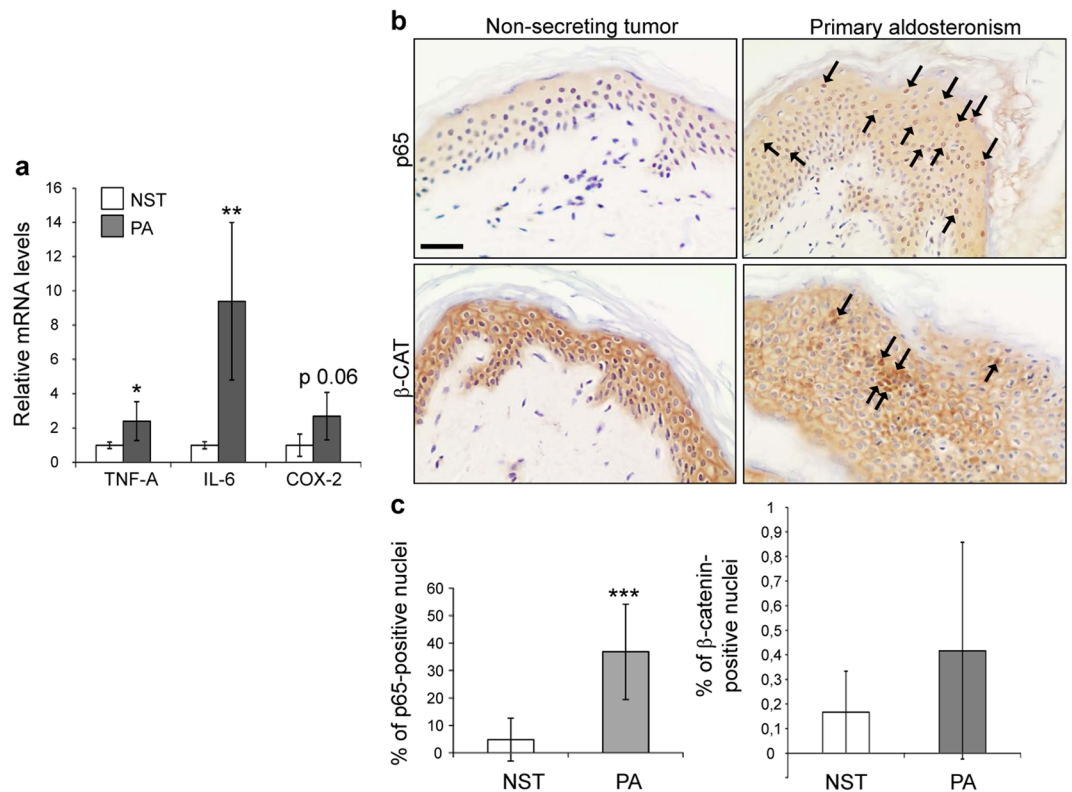 a
16
14
12
10
8
6
4
2
0
Relative mRNA levels
NST
PA
*
**
p 0.06
TNF-A
IL-6
COX-2
b
Non-secreting tumor
Primary aldosteronism
p65
β-CAT
c
% of p65-positive nuclei
60
50
40
30
20
10
0
***
NST
PA
% of β-catenin-
positive nuclei
1
0,9
0,8
0,7
0,6
0,5
0,4
0,3
0,2
0,1
0
NST
PA